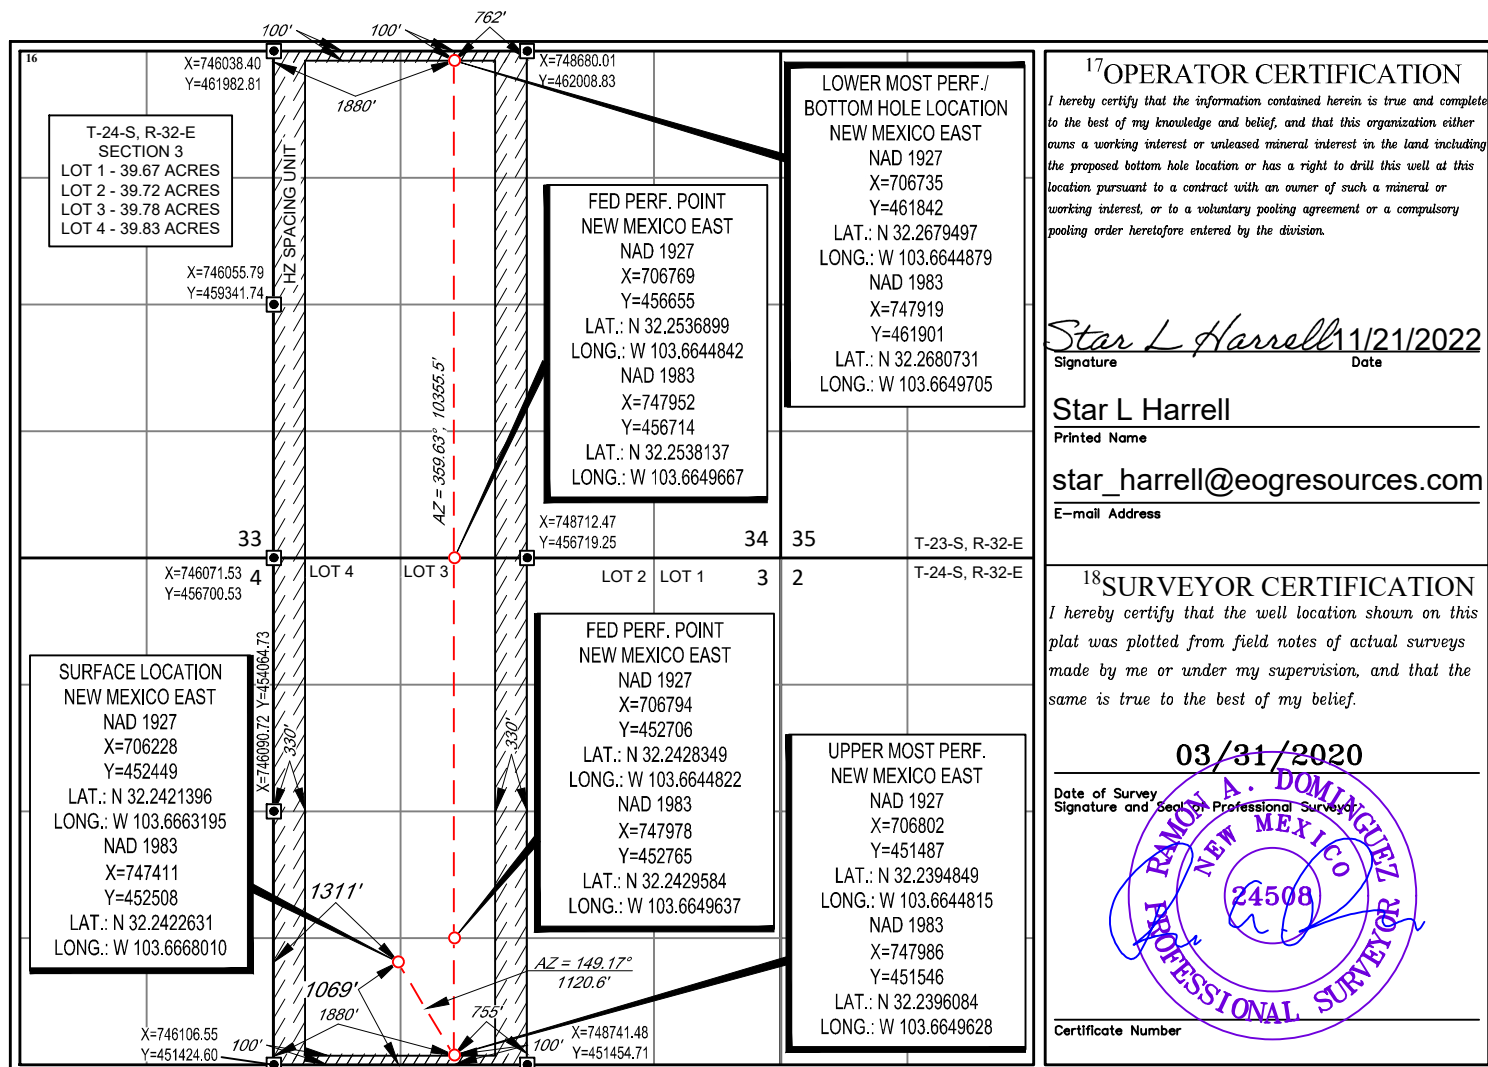 100'
100'
762'
16
X=746038.40
Y=461982.81
X=748680.01
Y=462008.83
1880'
T-24-S, R-32-E
SECTION 3
LOT 1 - 39.67 ACRES
LOT 2 - 39.72 ACRES
LOT 3 - 39.78 ACRES
LOT 4 - 39.83 ACRES
HZ SPACING UNIT
X=746055.79
Y=459341.74
LOWER MOST PERF./
BOTTOM HOLE LOCATION
NEW MEXICO EAST
NAD 1927
X=706735
Y=461842
LAT.: N 32.2679497
LONG.: W 103.6644879
NAD 1983
X=747919
Y=461901
LAT.: N 32.2680731
LONG.: W 103.6649705
FED PERF. POINT
NEW MEXICO EAST
NAD 1927
X=706769
Y=456655
LAT.: N 32.2536899
LONG.: W 103.6644842
NAD 1983
X=747952
Y=456714
LAT.: N 32.2538137
LONG.: W 103.6649667
AZ = 359.63°, 10355.5'
X=748712.47
Y=456719.25
33
34
35
T-23-S, R-32-E
X=746071.53
Y=456700.53
4
LOT 4
LOT 3
LOT 2
LOT 1
3
2
T-24-S, R-32-E
X=746090.72 Y=454064.73
330'
330'
SURFACE LOCATION
NEW MEXICO EAST
NAD 1927
X=706228
Y=452449
LAT.: N 32.2421396
LONG.: W 103.6663195
NAD 1983
X=747411
Y=452508
LAT.: N 32.2422631
LONG.: W 103.6668010
FED PERF. POINT
NEW MEXICO EAST
NAD 1927
X=706794
Y=452706
LAT.: N 32.2428349
LONG.: W 103.6644822
NAD 1983
X=747978
Y=452765
LAT.: N 32.2429584
LONG.: W 103.6649637
UPPER MOST PERF.
NEW MEXICO EAST
NAD 1927
X=706802
Y=451487
LAT.: N 32.2394849
LONG.: W 103.6644815
NAD 1983
X=747986
Y=451546
LAT.: N 32.2396084
LONG.: W 103.6649628
1311'
1069'
AZ = 149.17°
1120.6'
1880'
755'
X=746106.55
Y=451424.60
100'
100'
X=748741.48
Y=451454.71
17OPERATOR CERTIFICATION
I hereby certify that the information contained herein is true and complete
to the best of my knowledge and belief, and that this organization either
owns a working interest or unleased mineral interest in the land including
the proposed bottom hole location or has a right to drill this well at this
location pursuant to a contract with an owner of such a mineral or
working interest, or to a voluntary pooling agreement or a compulsory
pooling order heretofore entered by the division.
Star L Harrell 11/21/2022
Signature Date
Star L Harrell
Printed Name
star_harrell@eogresources.com
E-mail Address
18SURVEYOR CERTIFICATION
I hereby certify that the well location shown on this
plat was plotted from field notes of actual surveys
made by me or under my supervision, and that the
same is true to the best of my belief.
03/31/2020
Date of Survey
Signature and Seal of Professional Surveyor
RAMON A. DOMINGUEZ
NEW MEXICO
24508
PROFESSIONAL SURVEYOR
Certificate Number